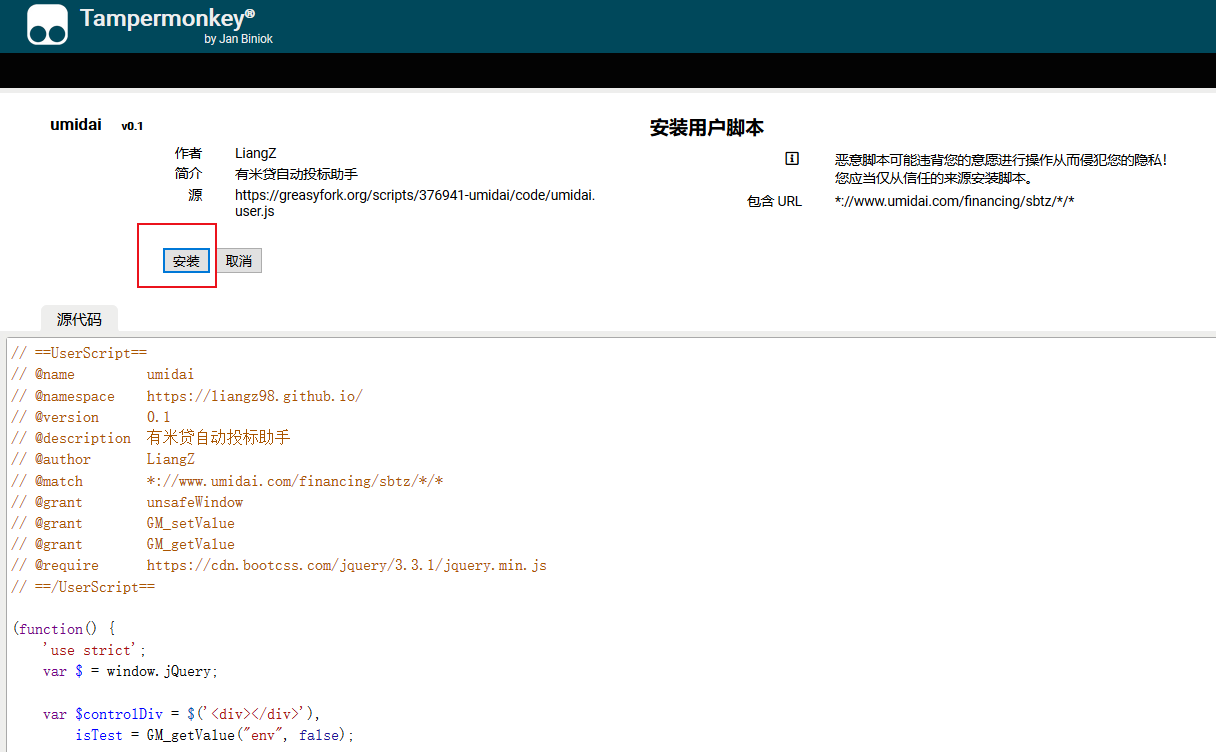 Tampermonkey®
by Jan Biniok
umidai v0.1
作者 LiangZ
简介 有米贷自动投标助手
源 https://greasyfork.org/scripts/376941-umidai/code/umidai.
user.js
安装 取消
安装用户脚本
恶意脚本可能违背您的意愿进行操作从而侵犯您的隐私!
您应当仅从信任的来源安装脚本。
包含 URL *://www.umidai.com/financing/sbtz/*/*
源代码
// ==UserScript==
// @name         umidai
// @namespace    https://liangz98.github.io/
// @version      0.1
// @description  有米贷自动投标助手
// @author       LiangZ
// @match        *://www.umidai.com/financing/sbtz/*/*
// @grant        unsafeWindow
// @grant        GM_setValue
// @grant        GM_getValue
// @require      https://cdn.bootcss.com/jquery/3.3.1/jquery.min.js
// ==/UserScript==
(function() {
    'use strict';
    var $ = window.jQuery;
    var $controlDiv = $('<div></div>'),
        isTest = GM_getValue("env", false);